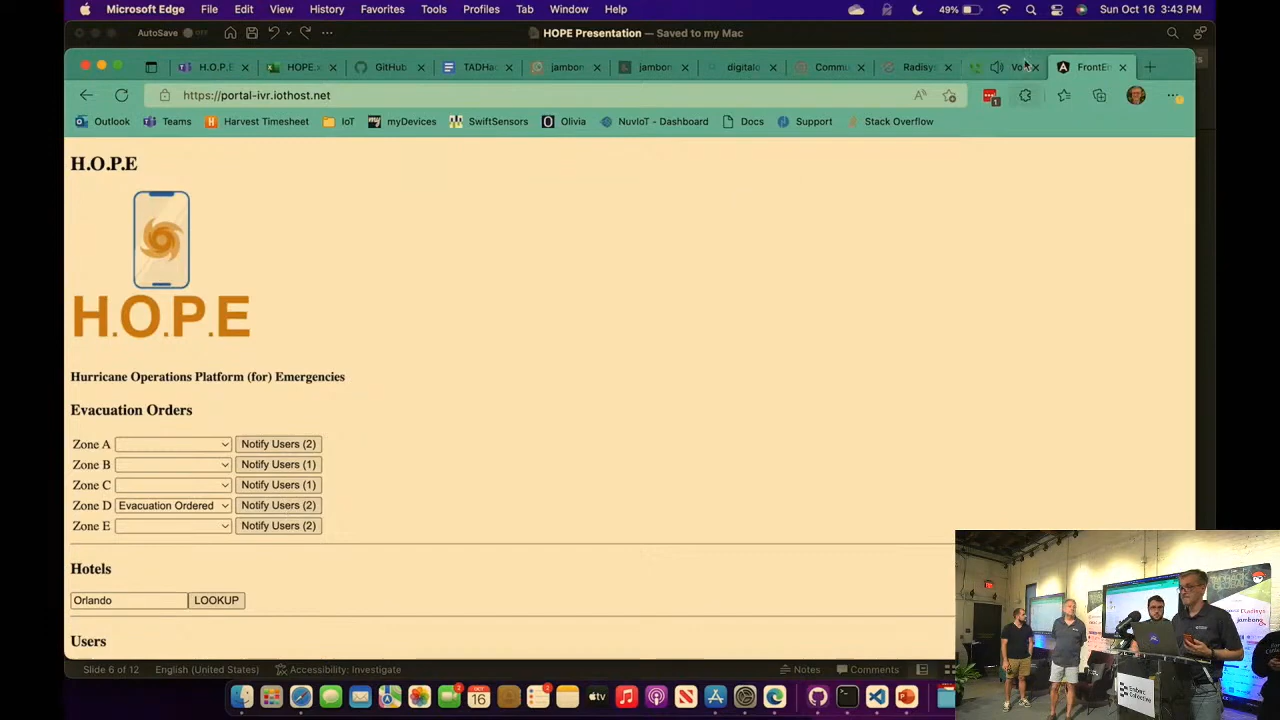 Microsoft Edge File Edit View History Favorites Tools Profiles Tab Window Help 49% Sun Oct 16 3:43 PM
AutoSave OFF HOPE Presentation — Saved to my Mac
H.O.P.E HOPE.x GitHub TADHac jambon jambon digitalo Commu Radisys Vo FrontEn
https://portal-ivr.iothost.net
Outlook Teams Harvest Timesheet IoT myDevices SwiftSensors Olivia NuvIoT - Dashboard Docs Support Stack Overflow
H.O.P.E
H.O.P.E
Hurricane Operations Platform (for) Emergencies
Evacuation Orders
Zone A Notify Users (2)
Zone B Notify Users (1)
Zone C Notify Users (1)
Zone D Evacuation Ordered Notify Users (2)
Zone E Notify Users (2)
Hotels
Orlando LOOKUP
Users
Slide 6 of 12 English (United States) Accessibility: Investigate Notes Comments
Radisys
jambonz
Embarc
Collective